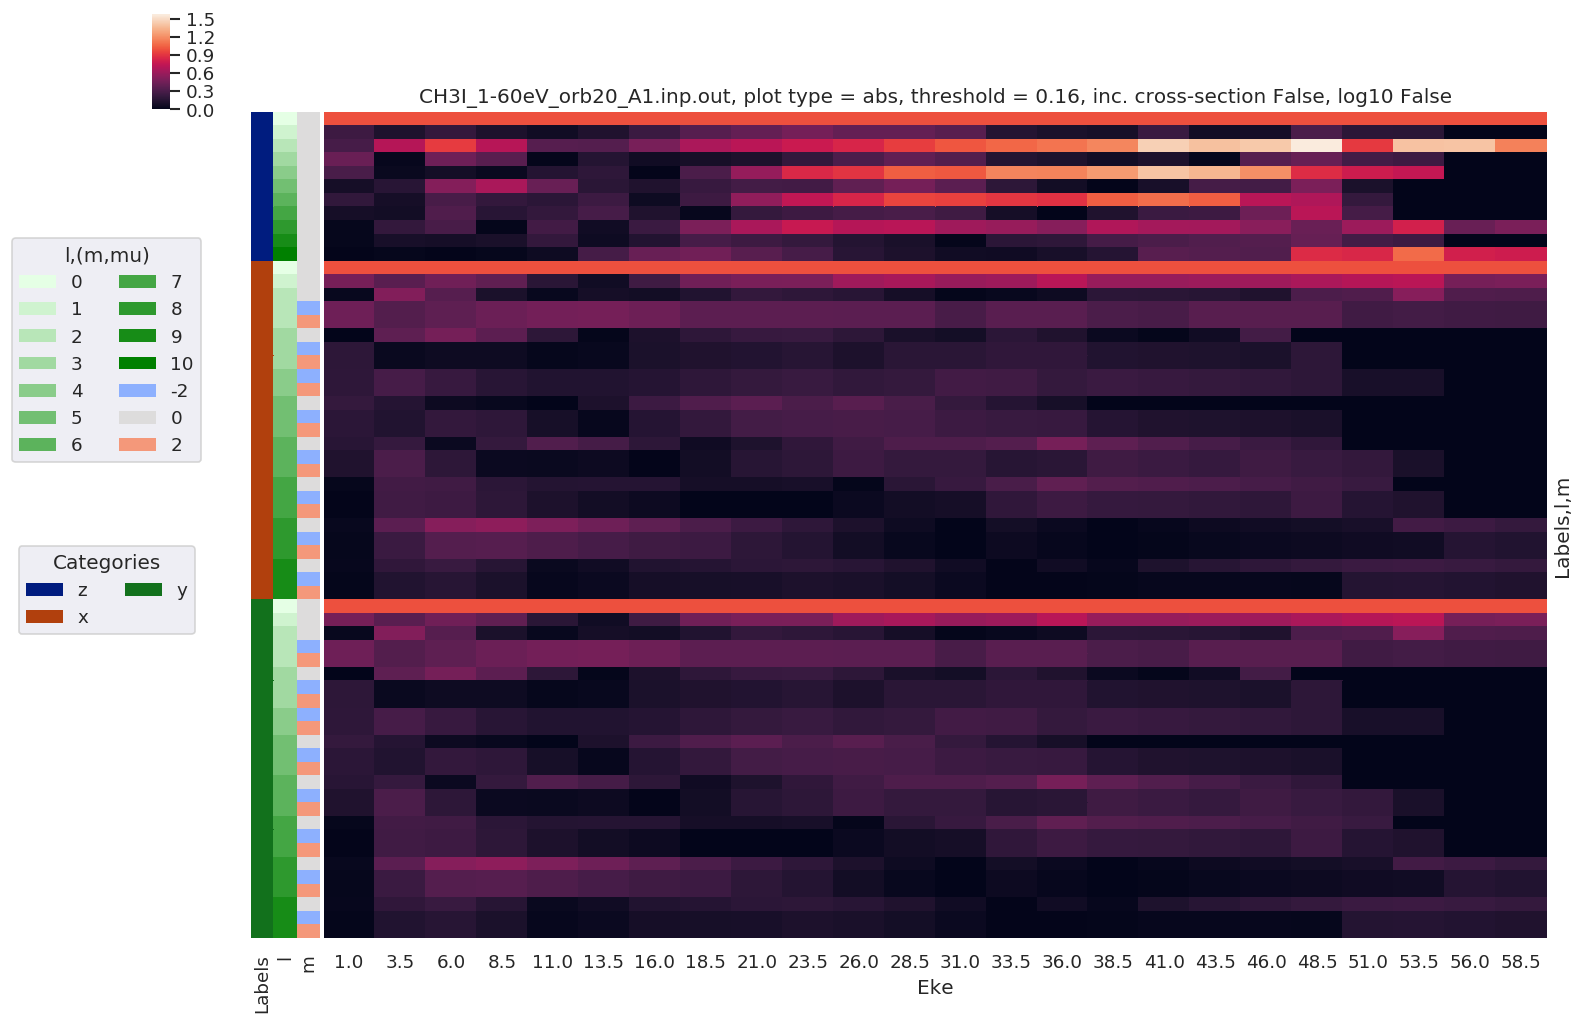 1.5
1.2
0.9
0.6
0.3
0.0
CH3I_1-60eV_orb20_A1.inp.out, plot type = abs, threshold = 0.16, inc. cross-section False, log10 False
l,(m,mu)
0 7
1 8
2 9
3 10
4 -2
5 0
6 2
Categories
z y
x
Labels,l,m
Labels l m
1.0 3.5 6.0 8.5 11.0 13.5 16.0 18.5 21.0 23.5 26.0 28.5 31.0 33.5 36.0 38.5 41.0 43.5 46.0 48.5 51.0 53.5 56.0 58.5
Eke